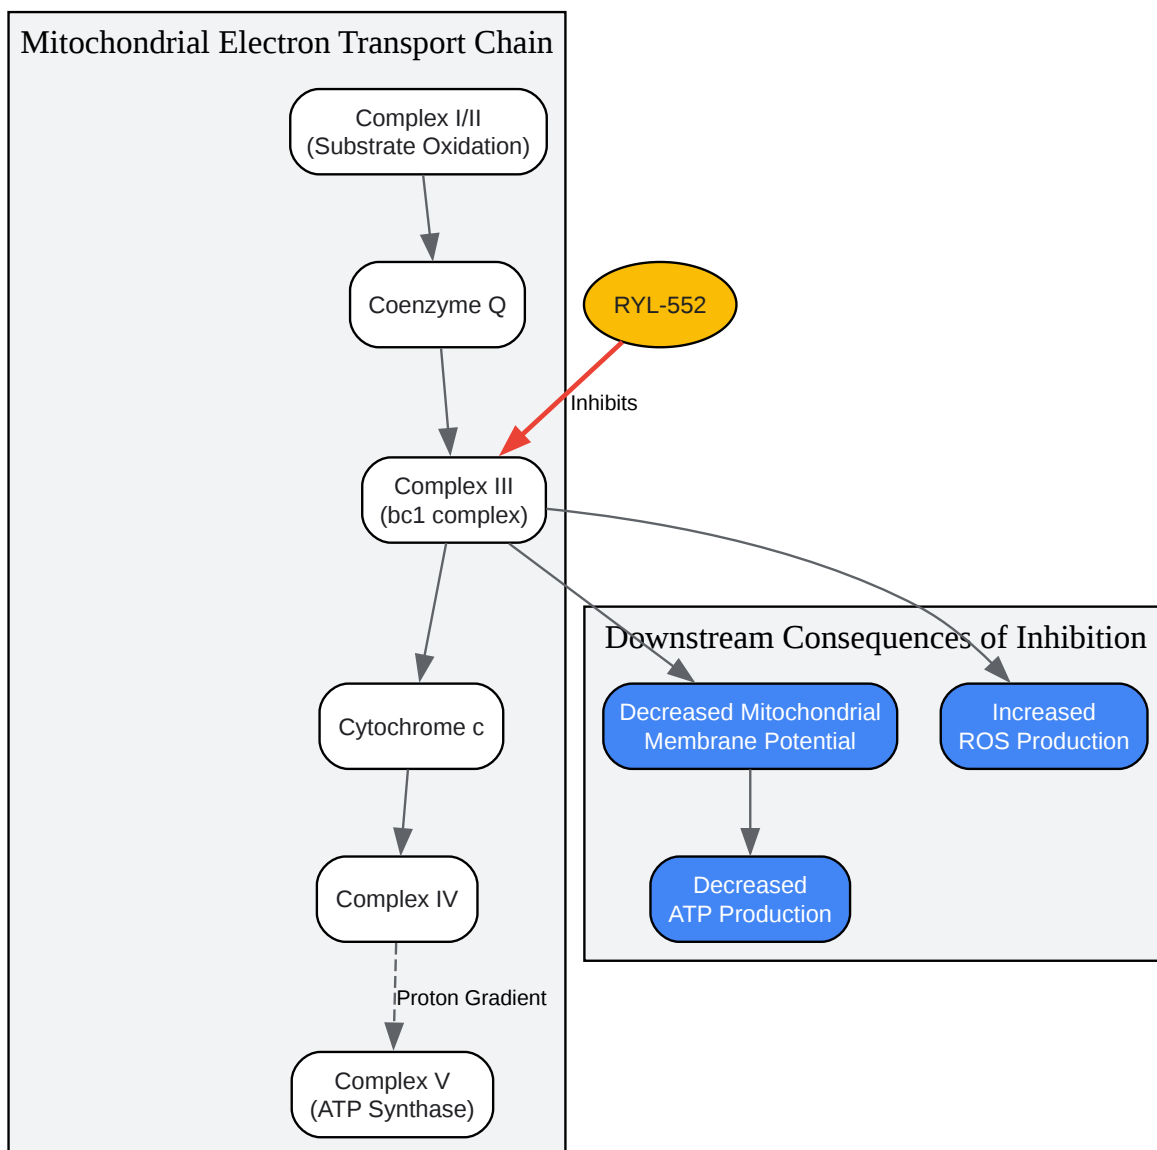 Mitochondrial Electron Transport Chain
Complex I/II
(Substrate Oxidation)
Coenzyme Q
RYL-552
Inhibits
Complex III
(bc1 complex)
Downstream Consequences of Inhibition
Cytochrome c
Decreased Mitochondrial
Membrane Potential
Increased
ROS Production
Complex IV
Decreased
ATP Production
Proton Gradient
Complex V
(ATP Synthase)